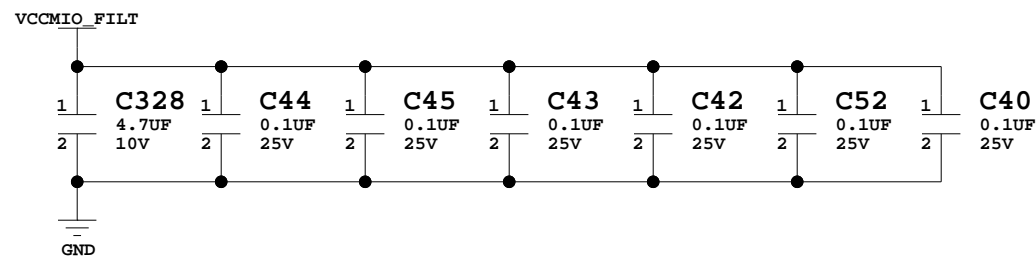 VCCMIO_FILT
1 C328 1 C44 1 C45 1 C43 1 C42 1 C52 1 C40
4.7UF 0.1UF 0.1UF 0.1UF 0.1UF 0.1UF 0.1UF
2 10V 2 25V 2 25V 2 25V 2 25V 2 25V 2 25V
GND